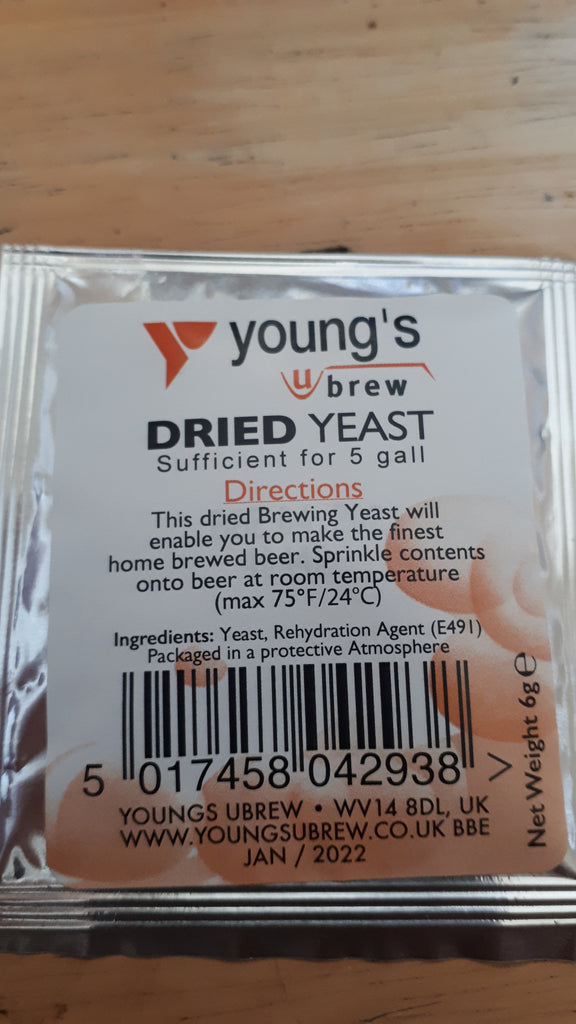 young's
ubrew
DRIED YEAST
Sufficient for 5 gall
Directions
This dried Brewing Yeast will
enable you to make the finest
home brewed beer. Sprinkle contents
onto beer at room temperature
(max 75°F/24°C)
Ingredients: Yeast, Rehydration Agent (E491)
Packaged in a protective Atmosphere
5 017458 042938 >
YOUNGS UBREW • WV14 8DL, UK
WWW.YOUNGSUBREW.CO.UK BBE
JAN / 2022
Net Weight 6g ℮